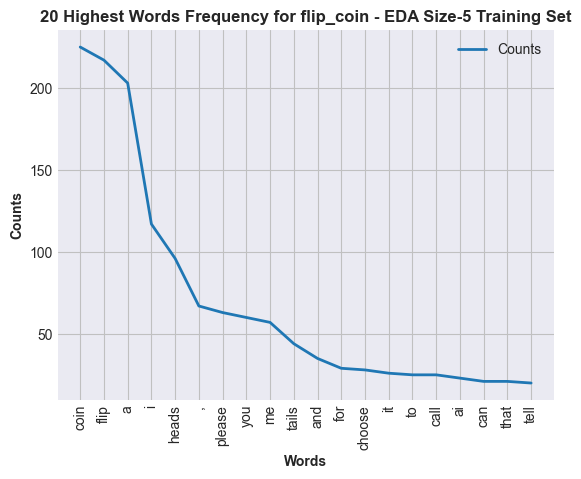 20 Highest Words Frequency for flip_coin - EDA Size-5 Training Set
Counts
200
150
100
50
Counts
coin
flip
a
i
heads
,
please
you
me
tails
and
for
choose
it
to
call
ai
can
that
tell
Words